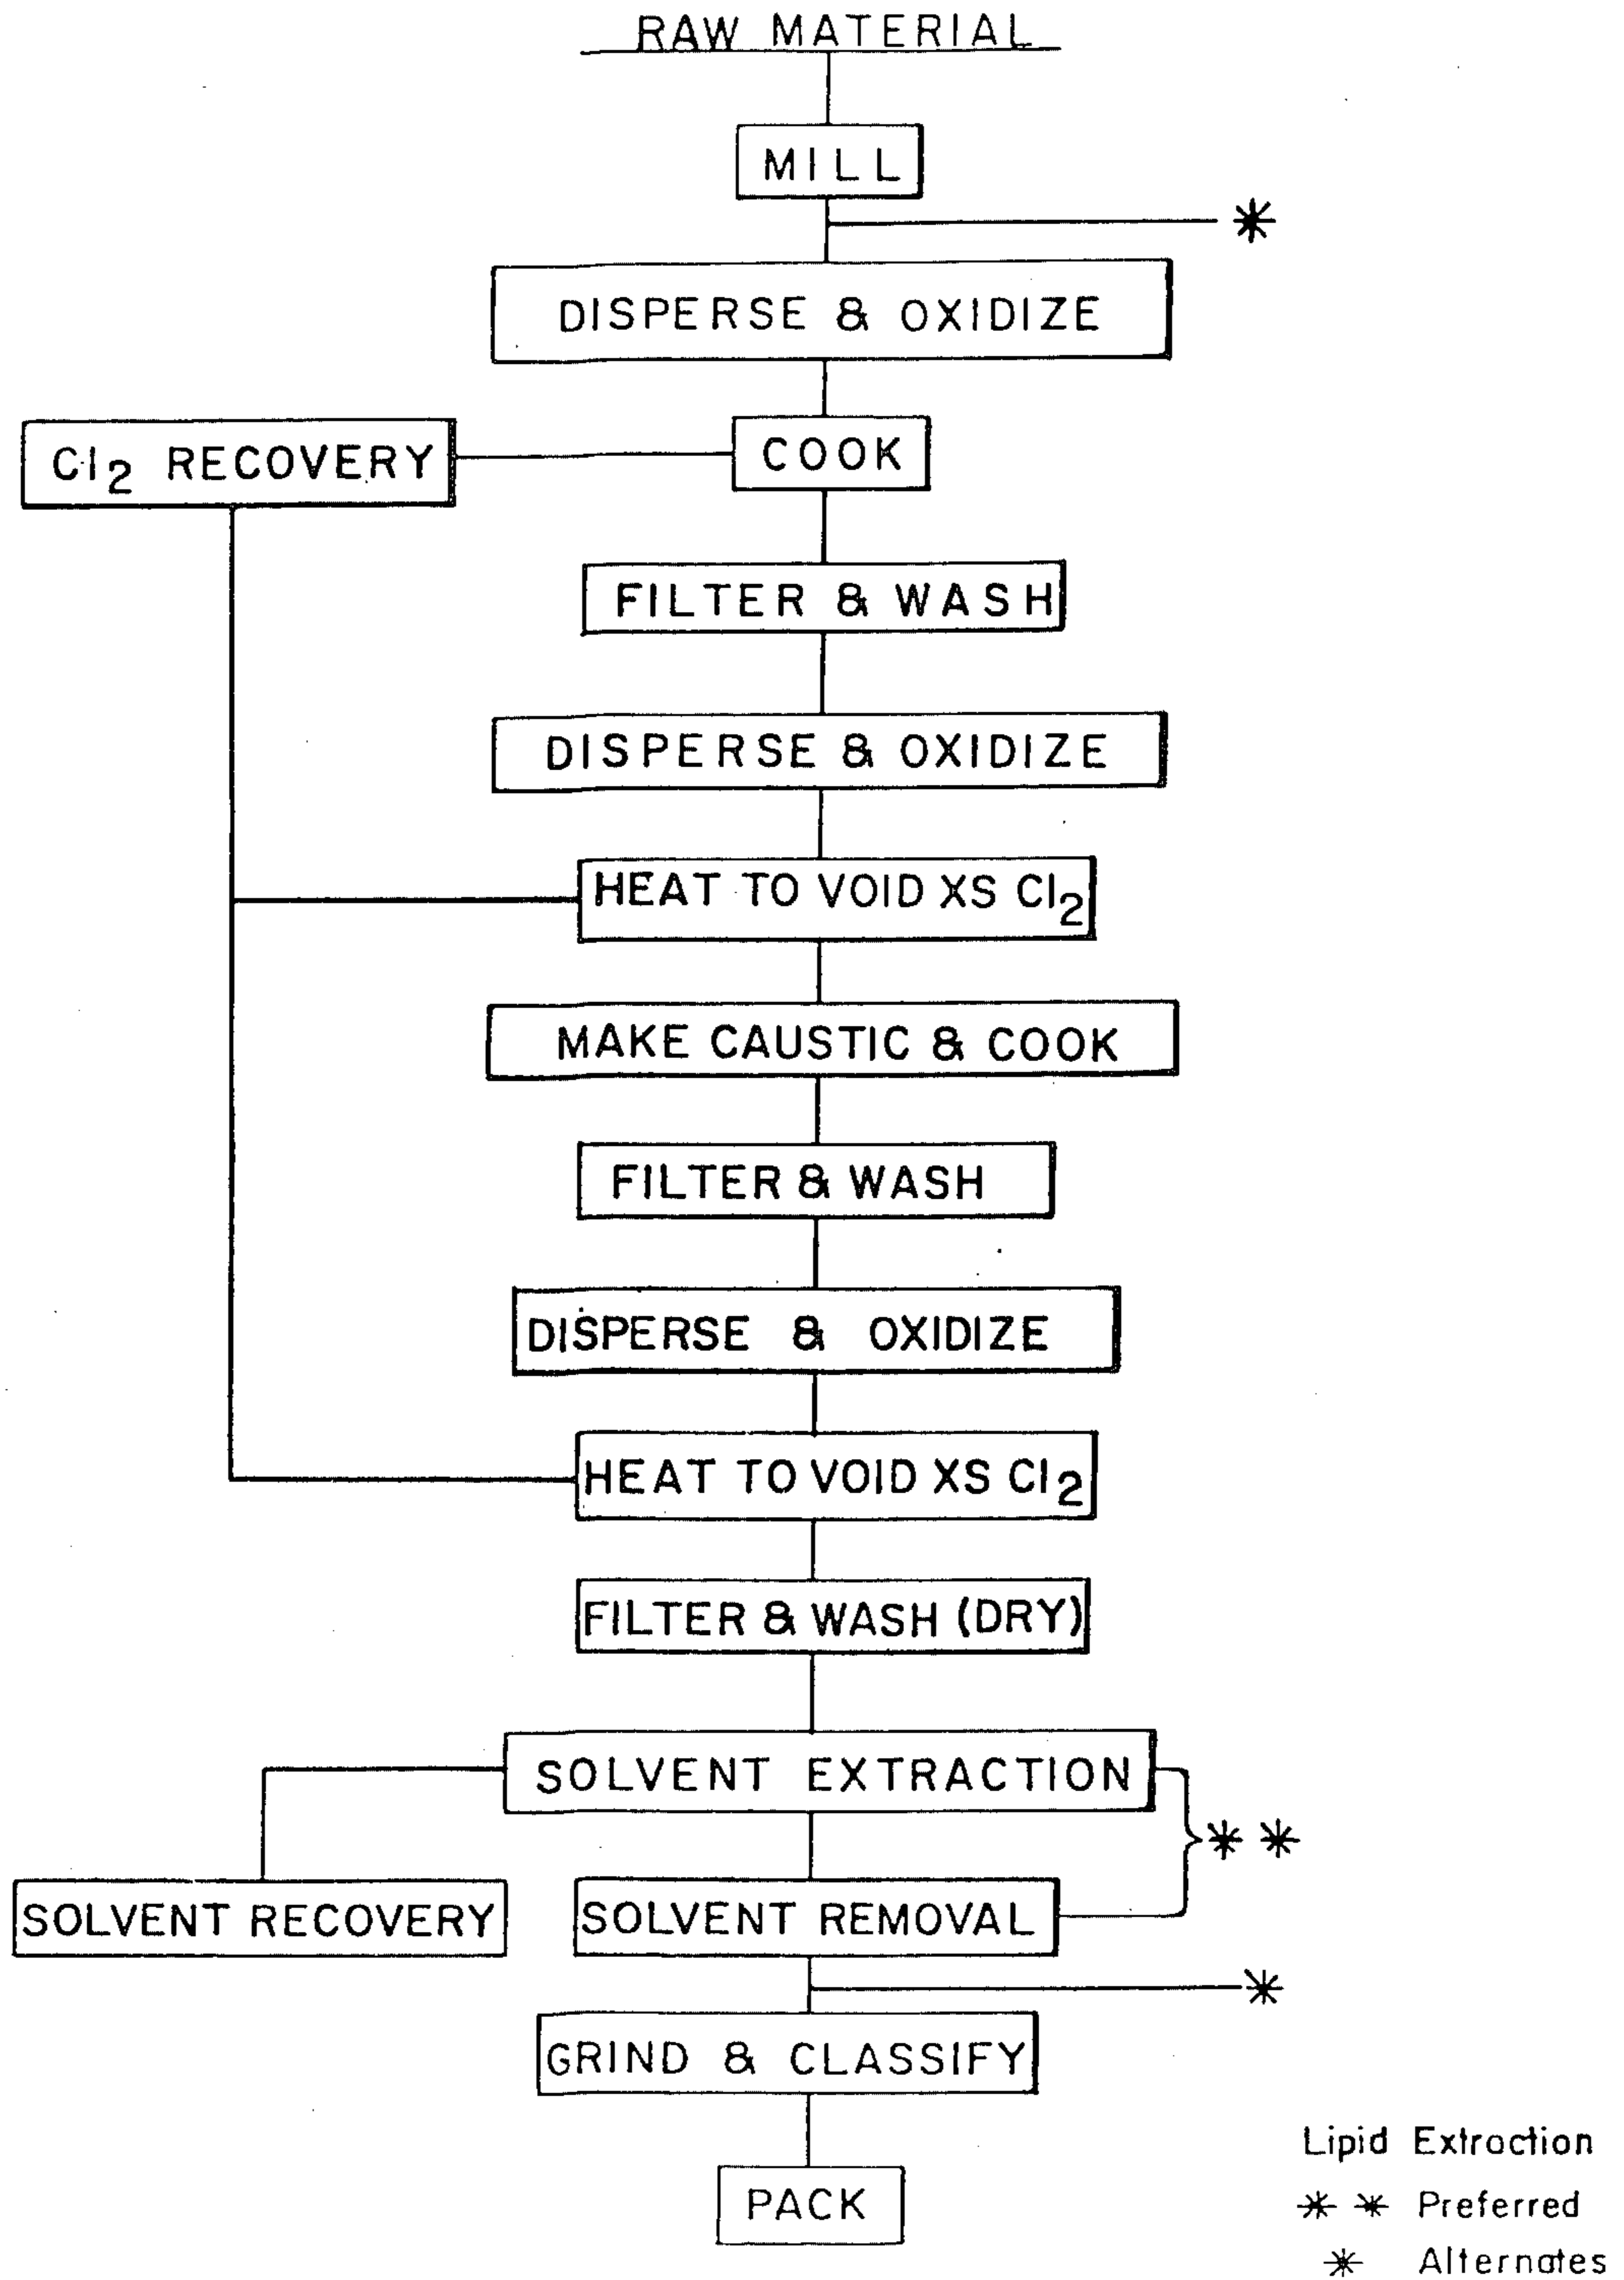 RAW MATERIAL
MILL
*
DISPERSE & OXIDIZE
Cl2 RECOVERY
COOK
FILTER & WASH
DISPERSE & OXIDIZE
HEAT TO VOID XS Cl2
MAKE CAUSTIC & COOK
FILTER & WASH
DISPERSE & OXIDIZE
HEAT TO VOID XS Cl2
FILTER & WASH (DRY)
SOLVENT EXTRACTION
* *
SOLVENT RECOVERY
SOLVENT REMOVAL
*
GRIND & CLASSIFY
PACK
Lipid Extraction
* * Preferred
* Alternates